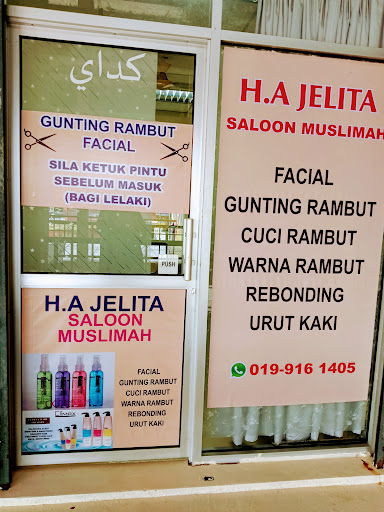 كداي
GUNTING RAMBUT
FACIAL
SILA KETUK PINTU
SEBELUM MASUK
(BAGI LELAKI)
PUSH
H.A JELITA
SALOON
MUSLIMAH
FACIAL
GUNTING RAMBUT
CUCI RAMBUT
WARNA RAMBUT
REBONDING
URUT KAKI
H.A JELITA
SALOON MUSLIMAH
FACIAL
GUNTING RAMBUT
CUCI RAMBUT
WARNA RAMBUT
REBONDING
URUT KAKI
019-916 1405